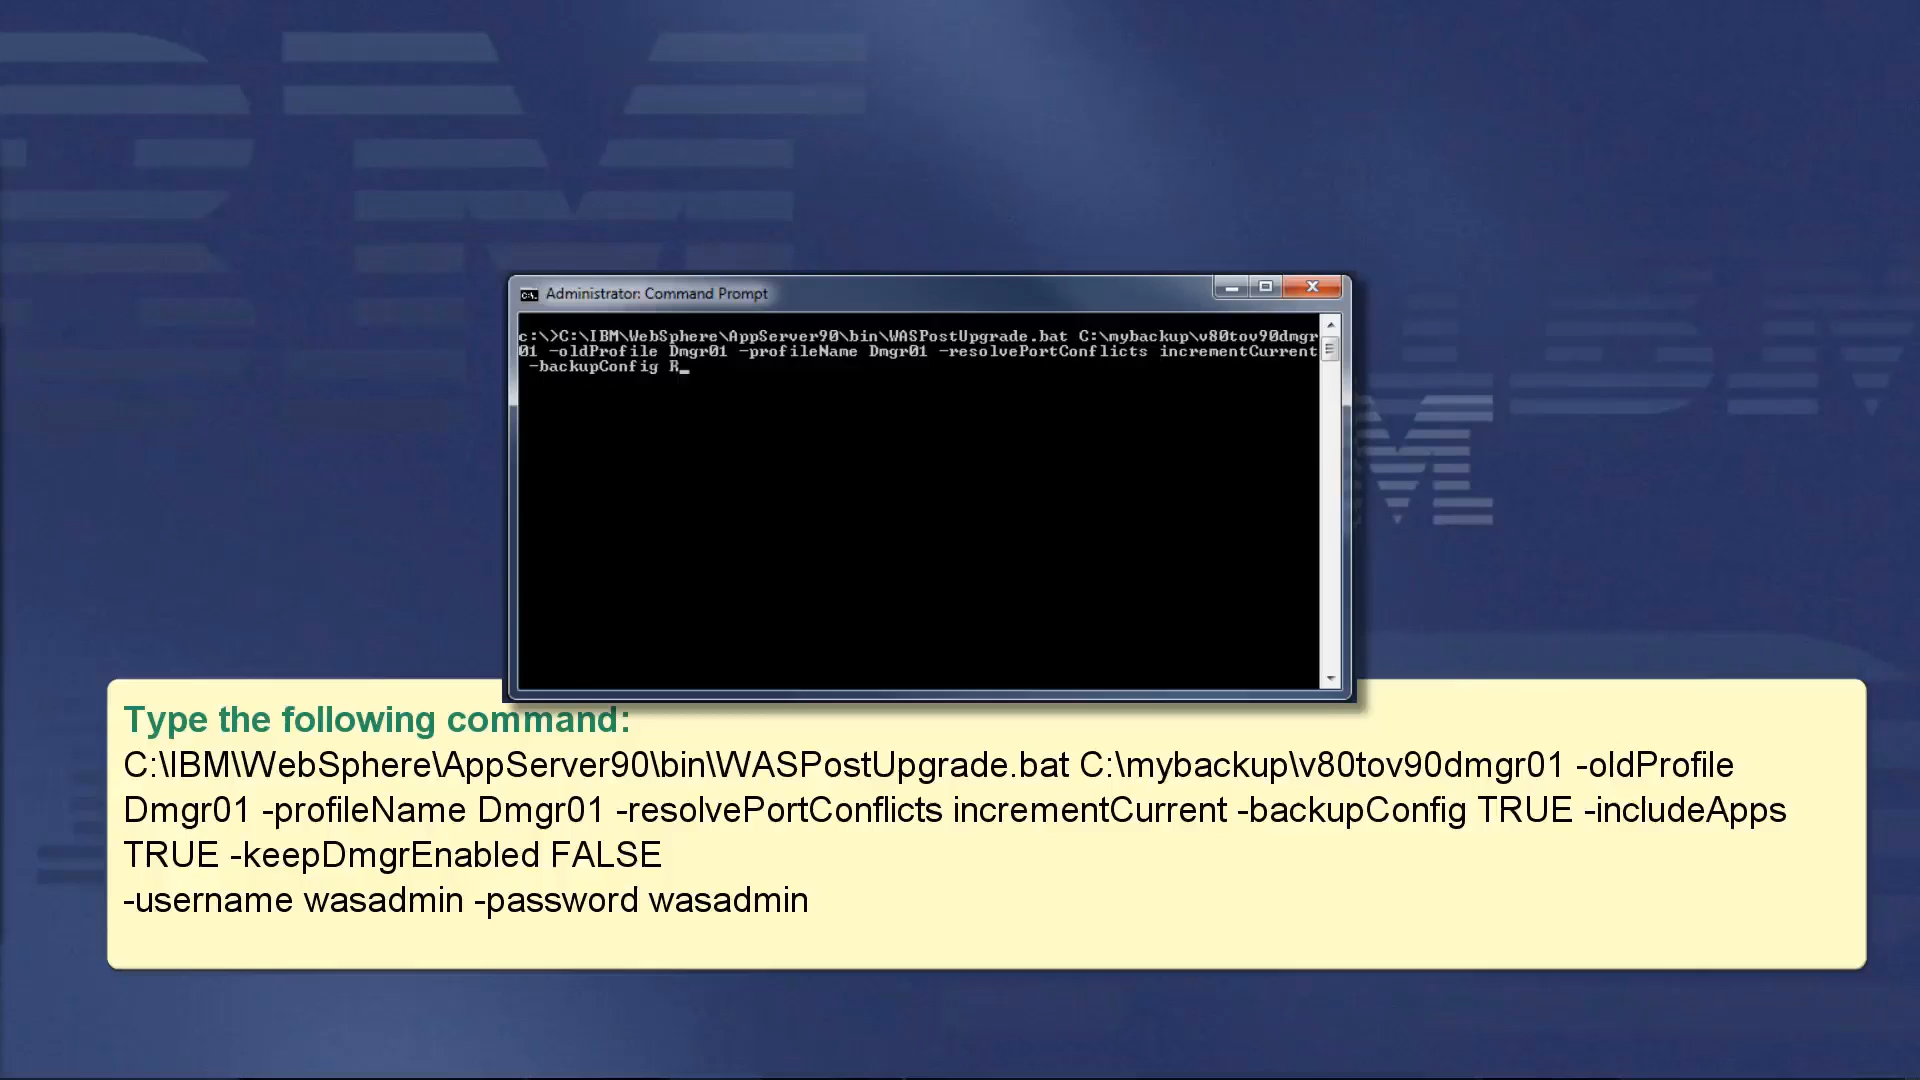 Administrator: Command Prompt
c:\>C:\IBM\WebSphere\AppServer90\bin\WASPostUpgrade.bat C:\mybackup\v80tov90dmgr
01 -oldProfile Dmgr01 -profileName Dmgr01 -resolvePortConflicts incrementCurrent
-backupConfig R_
Type the following command:
C:\IBM\WebSphere\AppServer90\bin\WASPostUpgrade.bat C:\mybackup\v80tov90dmgr01 -oldProfile
Dmgr01 -profileName Dmgr01 -resolvePortConflicts incrementCurrent -backupConfig TRUE -includeApps
TRUE -keepDmgrEnabled FALSE
-username wasadmin -password wasadmin